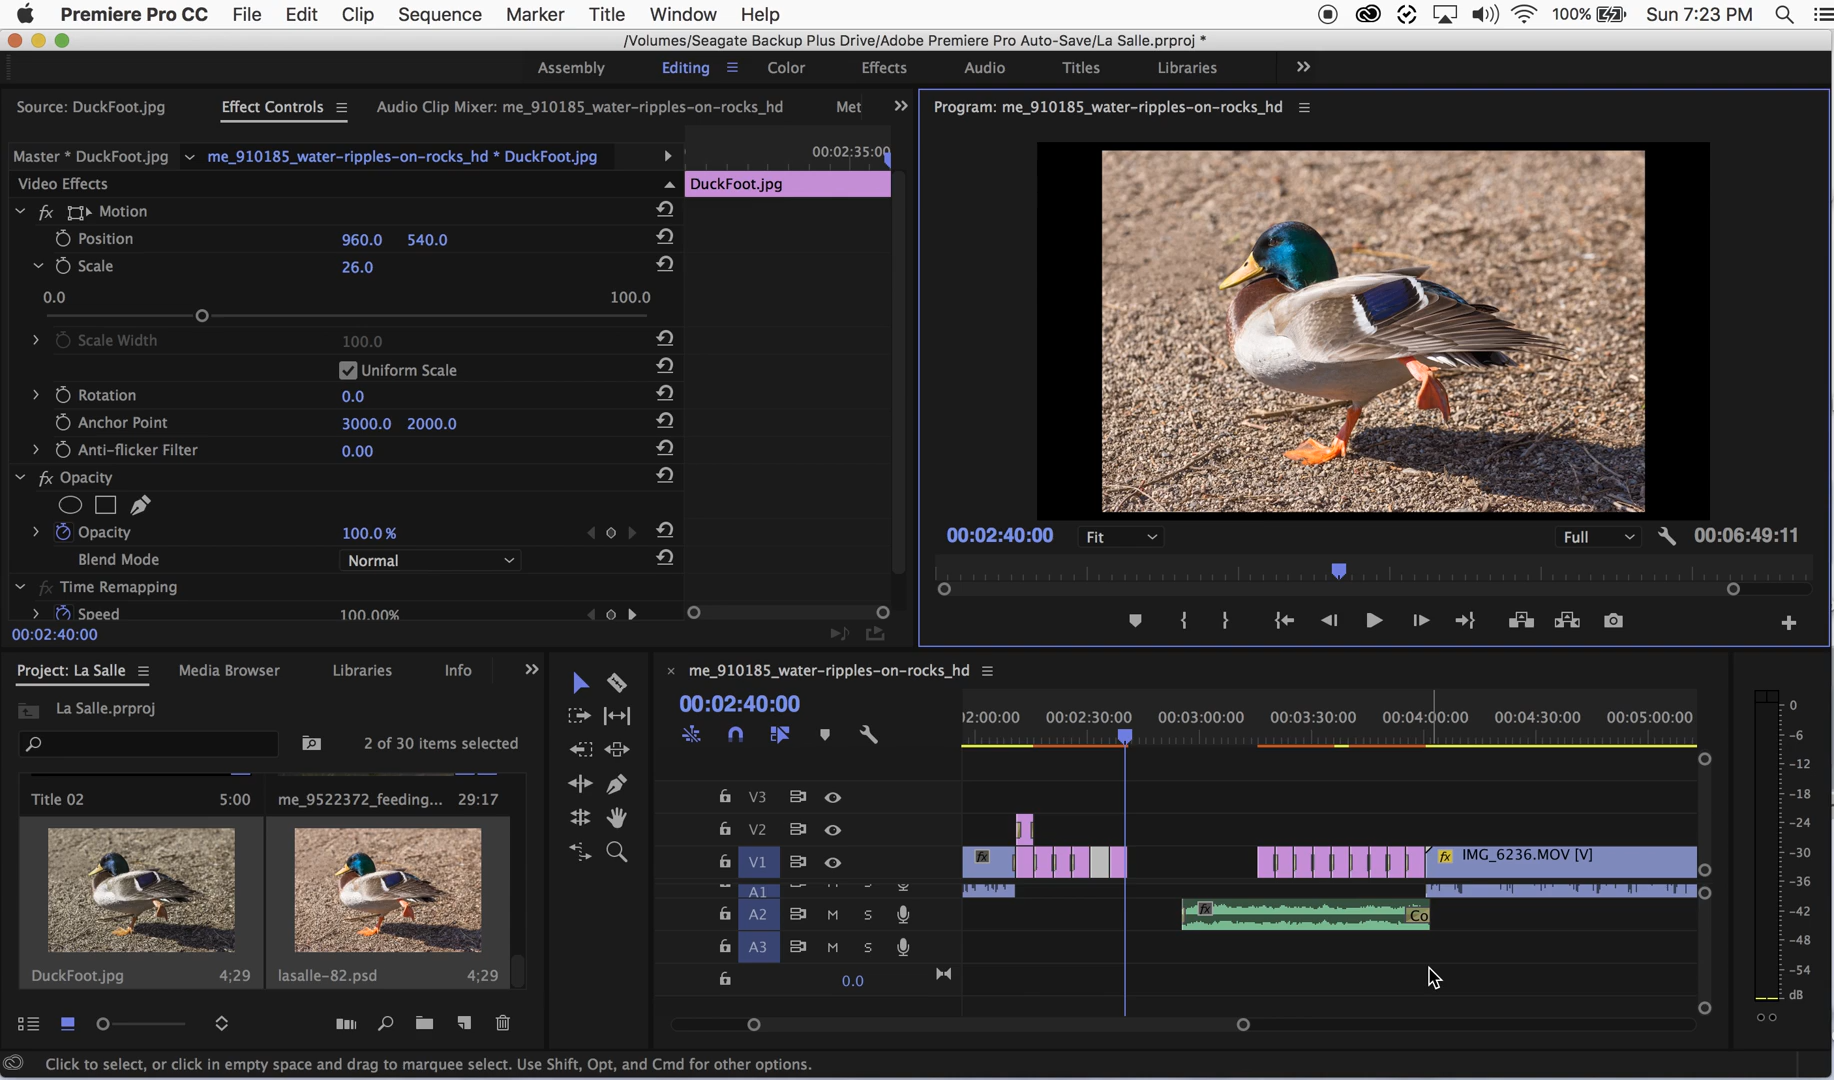 Premiere Pro CC File Edit Clip Sequence Marker Title Window Help 100% Sun 7:23 PM
/Volumes/Seagate Backup Plus Drive/Adobe Premiere Pro Auto-Save/La Salle.prproj *
Assembly Editing Color Effects Audio Titles Libraries
Source: DuckFoot.jpg Effect Controls Audio Clip Mixer: me_910185_water-ripples-on-rocks_hd Met
Program: me_910185_water-ripples-on-rocks_hd
Master * DuckFoot.jpg me_910185_water-ripples-on-rocks_hd * DuckFoot.jpg 00:02:35:00
Video Effects DuckFoot.jpg
fx Motion
Position 960.0 540.0
Scale 26.0
0.0 100.0
Scale Width 100.0
Uniform Scale
Rotation 0.0
Anchor Point 3000.0 2000.0
Anti-flicker Filter 0.00
fx Opacity
Opacity 100.0 %
Blend Mode Normal
fx Time Remapping
Speed 100.00%
00:02:40:00
00:02:40:00 Fit Full 00:06:49:11
Project: La Salle Media Browser Libraries Info
La Salle.prproj
2 of 30 items selected
Title 02 5:00 me_9522372_feeding... 29:17
DuckFoot.jpg 4;29 lasalle-82.psd 4;29
me_910185_water-ripples-on-rocks_hd
00:02:40:00
02:00:00 00:02:30:00 00:03:00:00 00:03:30:00 00:04:00:00 00:04:30:00 00:05:00:00
V3
V2
V1 fx fx IMG_6236.MOV [V]
A1
A2 M S fx Co
A3 M S
0.0
0
-6
-12
-18
-24
-30
-36
-42
-48
-54
dB
Click to select, or click in empty space and drag to marquee select. Use Shift, Opt, and Cmd for other options.